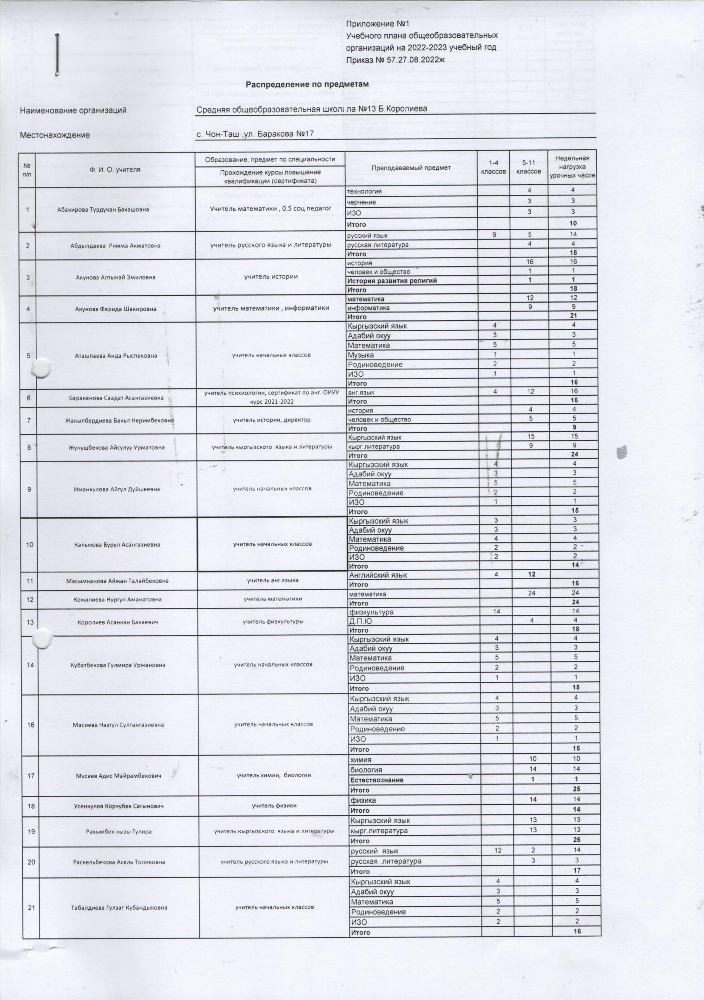 Приложение №1
Учебного плана общеобразовательных
организаций на 2022-2023 учебный год
Приказ № 57.27.08.2022ж
Распределение по предметам
Наименование организаций Средняя общеобразовательная школа ла №13 Б.Королиева
Местонахождение с. Чон-Таш ,ул. Баракова №17
№ п/п Ф. И. О. учителя Образование, предмет по специальности Прохождение курсы повышение квалификации (сертификата) Преподаваемый предмет 1-4 классов 5-11 классов Недельная нагрузка урочных часов
1 Абакирова Турдукан Бакашовна Учитель математики , 0,5 соц педагог
технология 4 4
черчение 3 3
ИЗО 3 3
Итого 10
2 Абдылдаева Римма Акматовна учитель русского языка и литературы
русский язык 9 5 14
русская литература 4 4
Итого 18
3 Акунова Алтынай Эмиловна учитель истории
история 16 16
человек и общество 1 1
История развития религий 1 1
Итого 18
4 Акунова Фарида Шакировна учитель математики , информатики
математика 12 12
информатика 9 9
Итого 21
5 Аташпаева Аида Рыспековна учитель начальных классов
Кыргызский язык 4 4
Адабий окуу 3 3
Математика 5 5
Музыка 1 1
Родиноведение 2 2
ИЗО 1 1
Итого 16
6 Бараканова Саадат Асангазиевна учитель психиологии, сертификат по анг. ОИУУ курс 2021-2022
анг.язык 4 12 16
Итого 16
7 Жакыпбердиева Бакыт Керимбековна учитель истории, директор
история 4 4
человек и общество 5 5
Итого 9
8 Жунушбекова Айсулуу Урматовна учитель кыргызского языка и литературы
Кыргызский язык 15 15
кырг.литература 9 9
Итого 24
9 Иманкулова Айгул Дуйшеевна учитель начальных классов
Кыргызский язык 4 4
Адабий окуу 3 3
Математика 5 5
Родиноведение 2 2
ИЗО 1 1
Итого 15
10 Калыкова Бурул Асангазиевна учитель начальных классов
Кыргызский язык 3 3
Адабий окуу 3 3
Математика 4 4
Родиноведение 2 2
ИЗО 2 2
Итого 14
11 Масымканова Айжан Талайбековна учитель анг.языка
Английский язык 4 12
Итого 16
12 Кожалиева Нургул Аманатовна учитель математики
математика 24 24
Итого 24
13 Королиев Асанкан Бакаевич учитель физкультуры
физкультура 14 14
Д.П.Ю 4 4
Итого 18
14 Кубатбекова Гулмира Уржановна учитель начальных классов
Кыргызский язык 4 4
Адабий окуу 3 3
Математика 5 5
Родиноведение 2 2
ИЗО 1 1
Итого 15
16 Масиева Назгул Султангазиевна учитель начальных классов
Кыргызский язык 4 4
Адабий окуу 3 3
Математика 5 5
Родиноведение 2 2
ИЗО 1 1
Итого 15
17 Мусаев Адис Майрамбекович учитель химии, биологии
химия 10 10
биология 14 14
Естествознание 1 1
Итого 25
18 Усенкулов Корчубек Сагынович учитель физики
физика 14 14
Итого 14
19 Ракымбек кызы Гулира учитель кыргызского языка и литературы
Кыргызский язык 13 13
кырг.литература 13 13
Итого 26
20 Раскельбекова Асель Толиковна учитель русского языка и литературы
русский язык 12 2 14
русская .литература 3 3
Итого 17
21 Табалдиева Гулзат Кубандыковна учитель начальных классов
Кыргызский язык 4 4
Адабий окуу 3 3
Математика 5 5
Родиноведение 2 2
ИЗО 2 2
Итого 16